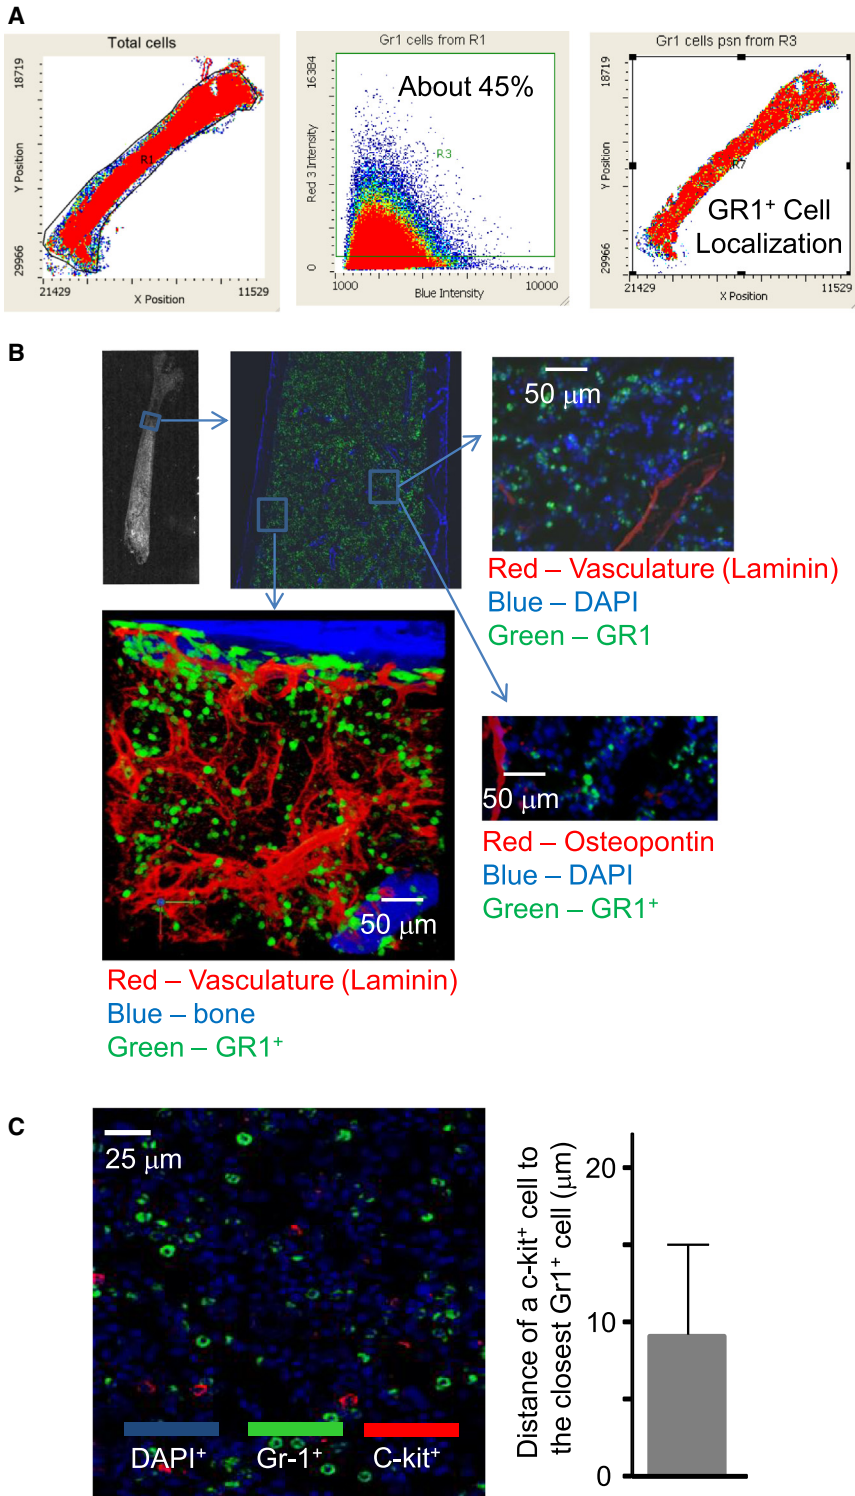 A
Total cells
18719
Y Position
29966
R1
21429
X Position
11529
Gr1 cells from R1
163B4
Red 3 Intensity
0
About 45%
R3
1000
Blue Intensity
10000
Gr1 cells psn from R3
18719
Y Position
29966
R7
GR1⁺ Cell
Localization
21429
X Position
11529
B
50 μm
Red – Vasculature (Laminin)
Blue – DAPI
Green – GR1
50 μm
Red – Osteopontin
Blue – DAPI
Green – GR1⁺
50 μm
Red – Vasculature (Laminin)
Blue – bone
Green – GR1⁺
C
25 μm
DAPI⁺
Gr-1⁺
C-kit⁺
Distance of a c-kit⁺ cell to
the closest Gr1⁺ cell (μm)
20
10
0